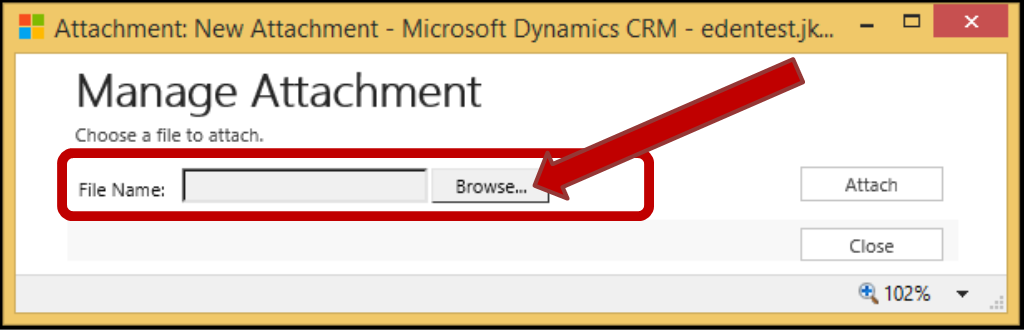 Attachment: New Attachment - Microsoft Dynamics CRM - edentest.jk...
Manage Attachment
Choose a file to attach.
File Name:
Browse...
Attach
Close
102%